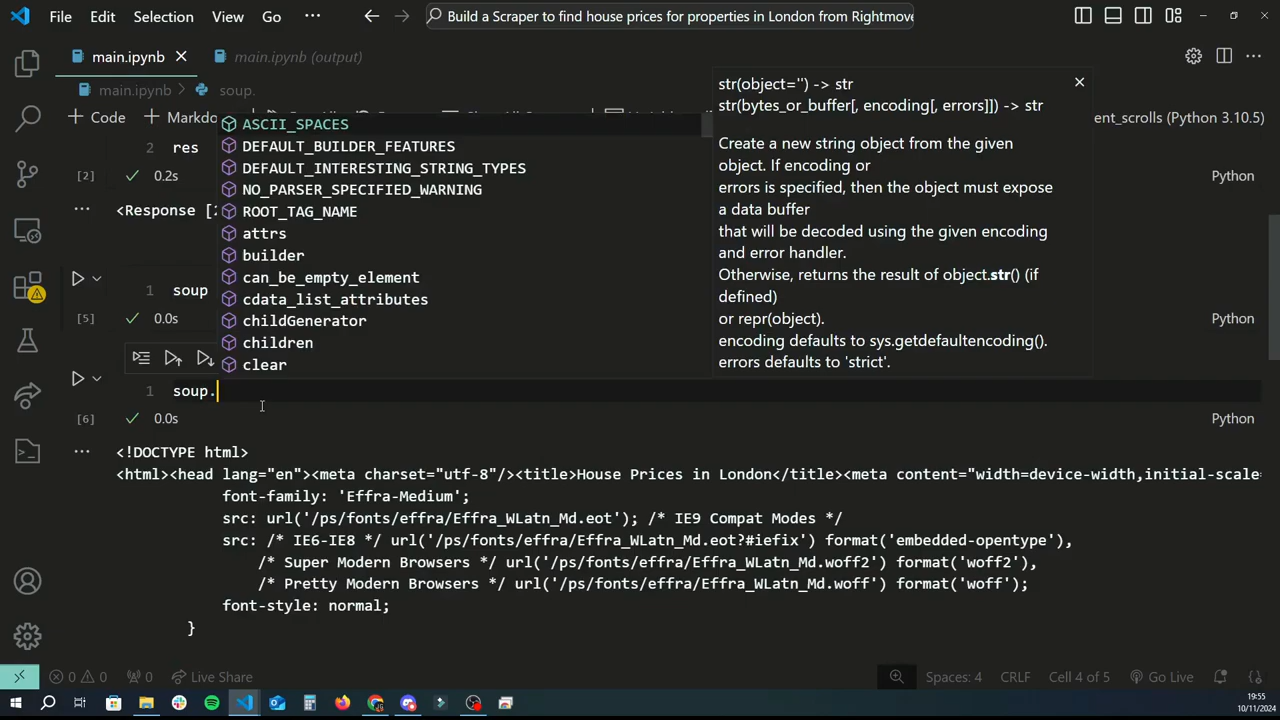 File Edit Selection View Go ··· Build a Scraper to find house prices for properties in London from Rightmove
main.ipynb main.ipynb (output)
main.ipynb > soup.
+ Code + Markdo ent_scrolls (Python 3.10.5)
2 res
[2] 0.2s Python
<Response [2
1 soup
[5] 0.0s Python
ASCII_SPACES
DEFAULT_BUILDER_FEATURES
DEFAULT_INTERESTING_STRING_TYPES
NO_PARSER_SPECIFIED_WARNING
ROOT_TAG_NAME
attrs
builder
can_be_empty_element
cdata_list_attributes
childGenerator
children
clear
str(object='') -> str
str(bytes_or_buffer[, encoding[, errors]]) -> str
Create a new string object from the given
object. If encoding or
errors is specified, then the object must expose
a data buffer
that will be decoded using the given encoding
and error handler.
Otherwise, returns the result of object.str() (if
defined)
or repr(object).
encoding defaults to sys.getdefaultencoding().
errors defaults to 'strict'.
1 soup.
[6] 0.0s Python
<!DOCTYPE html>
<html><head lang="en"><meta charset="utf-8"/><title>House Prices in London</title><meta content="width=device-width,initial-scale=
font-family: 'Effra-Medium';
src: url('/ps/fonts/effra/Effra_WLatn_Md.eot'); /* IE9 Compat Modes */
src: /* IE6-IE8 */ url('/ps/fonts/effra/Effra_WLatn_Md.eot?#iefix') format('embedded-opentype'),
/* Super Modern Browsers */ url('/ps/fonts/effra/Effra_WLatn_Md.woff2') format('woff2'),
/* Pretty Modern Browsers */ url('/ps/fonts/effra/Effra_WLatn_Md.woff') format('woff');
font-style: normal;
}
0 0 0 Live Share Spaces: 4 CRLF Cell 4 of 5 Go Live
19:55
10/11/2024